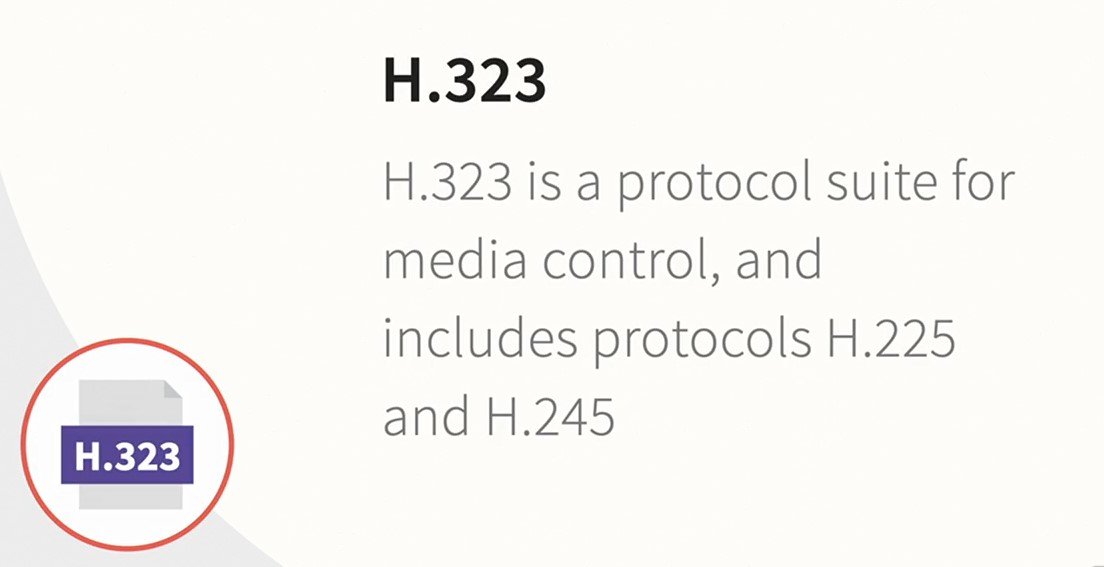 H.323
H.323 is a protocol suite for
media control, and
includes protocols H.225
and H.245
H.323